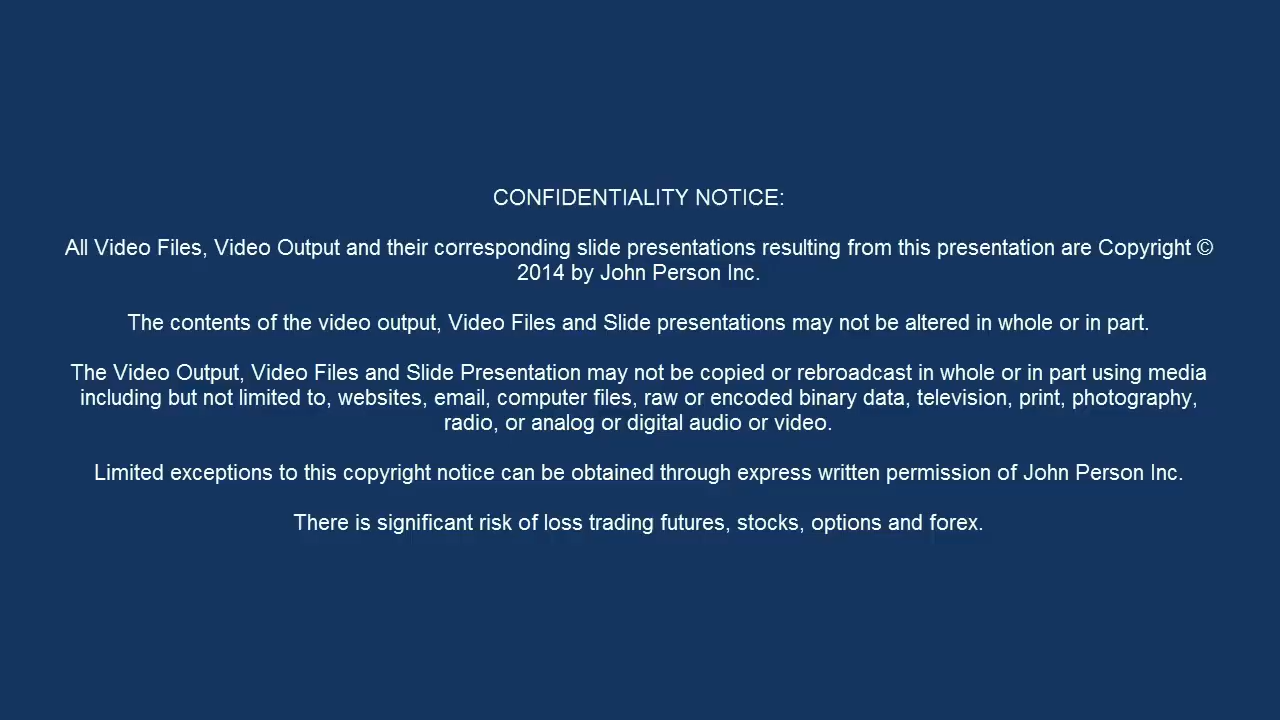 CONFIDENTIALITY NOTICE:
All Video Files, Video Output and their corresponding slide presentations resulting from this presentation are Copyright ©
2014 by John Person Inc.
The contents of the video output, Video Files and Slide presentations may not be altered in whole or in part.
The Video Output, Video Files and Slide Presentation may not be copied or rebroadcast in whole or in part using media
including but not limited to, websites, email, computer files, raw or encoded binary data, television, print, photography,
radio, or analog or digital audio or video.
Limited exceptions to this copyright notice can be obtained through express written permission of John Person Inc.
There is significant risk of loss trading futures, stocks, options and forex.